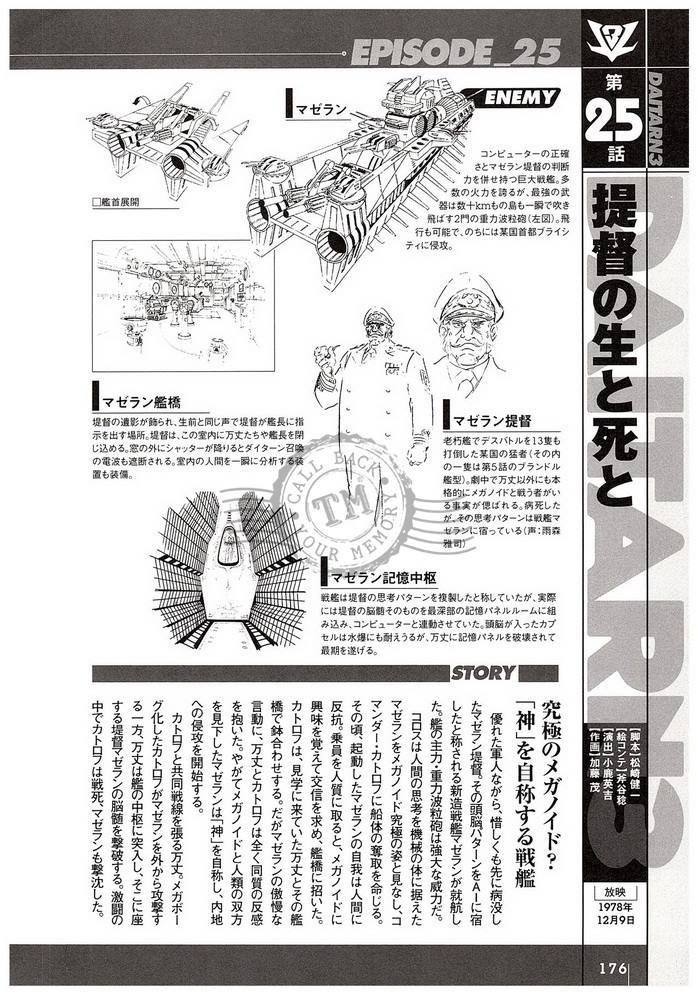 EPISODE_25
DAITARN3
第
25
話
提督の生と死と
DAITARN3
【脚本】松崎健一
【絵コンテ】斧谷稔
【演出】小鹿英吉
【作画】加藤 茂
放映
1978年
12月9日
マゼラン
ENEMY
コンピューターの正確
さとマゼラン提督の判断
力を併せ持つ巨大戦艦。多
数の火力を誇るが、最強の武
器は数十kmもの島も一瞬で吹き
飛ばす2門の重力波粒砲(左図)。飛
行も可能で、のちには某国首都ブライシ
ティに侵攻。
□艦首展開
マゼラン艦橋
提督の遺影が飾られ、生前と同じ声で提督が艦長に指
示を出す場所。提督は、この室内に万丈たちや艦長を閉
じ込める。窓の外にシャッターが降りるとダイターン召喚
の電波も遮断される。室内の人間を一瞬に分析する装
置も装備。
マゼラン提督
老朽艦でデスバトルを13隻も
打倒した某国の猛者(その内
の一隻は第5話のブランドル
艦型)。劇中で万丈以外にも本
格的にメガノイドと戦う者がい
る事実が偲ばれる。病死した
が、その思考パターンは戦艦マ
ゼランに宿っている(声:雨森
雅司)
CALL BACK
TM
YOUR MEMORY
マゼラン記憶中枢
戦艦は提督の思考パターンを複製したと称していたが、実際
には提督の脳髄そのものを最深部の記憶パネルルームに組
み込み、コンピューターと連動させていた。頭脳が入ったカプ
セルは水爆にも耐えうるが、万丈に記憶パネルを破壊されて
最期を遂げる。
STORY
究極のメガノイド?
「神」を自称する戦艦
優れた軍人ながら、惜しくも先に病没し
たマゼラン提督。その頭脳パターンをAIに宿
したと称される新造戦艦マゼランが就航し
た。艦の主力・重力波粒砲は強大な威力だ。
コロスは人間の思考を機械の体に据えた
マゼランをメガノイド究極の姿と見なし、コ
マンダー・カトロフに船体の奪取を命じる。
その頃、起動したマゼランの自我は人間に
反抗。乗員を人質に取ると、メガノイドに
興味を覚えて交信を求め、艦橋に招いた。
カトロフは、見学に来ていた万丈とその艦
橋で鉢合わせする。だがマゼランの傲慢な
言動に、万丈とカトロフは全く同質の反感
を抱いた。やがてメガノイドと人類の双方
を見下したマゼランは「神」を自称し、内地
への侵攻を開始する。
カトロフと共同戦線を張る万丈。メガボー
グ化したカトロフがマゼランを外から攻撃す
る一方、万丈は艦の中枢に突入し、そこに座
する提督マゼランの脳髄を撃破する。激闘の
中でカトロフは戦死、マゼランも撃沈した。
176